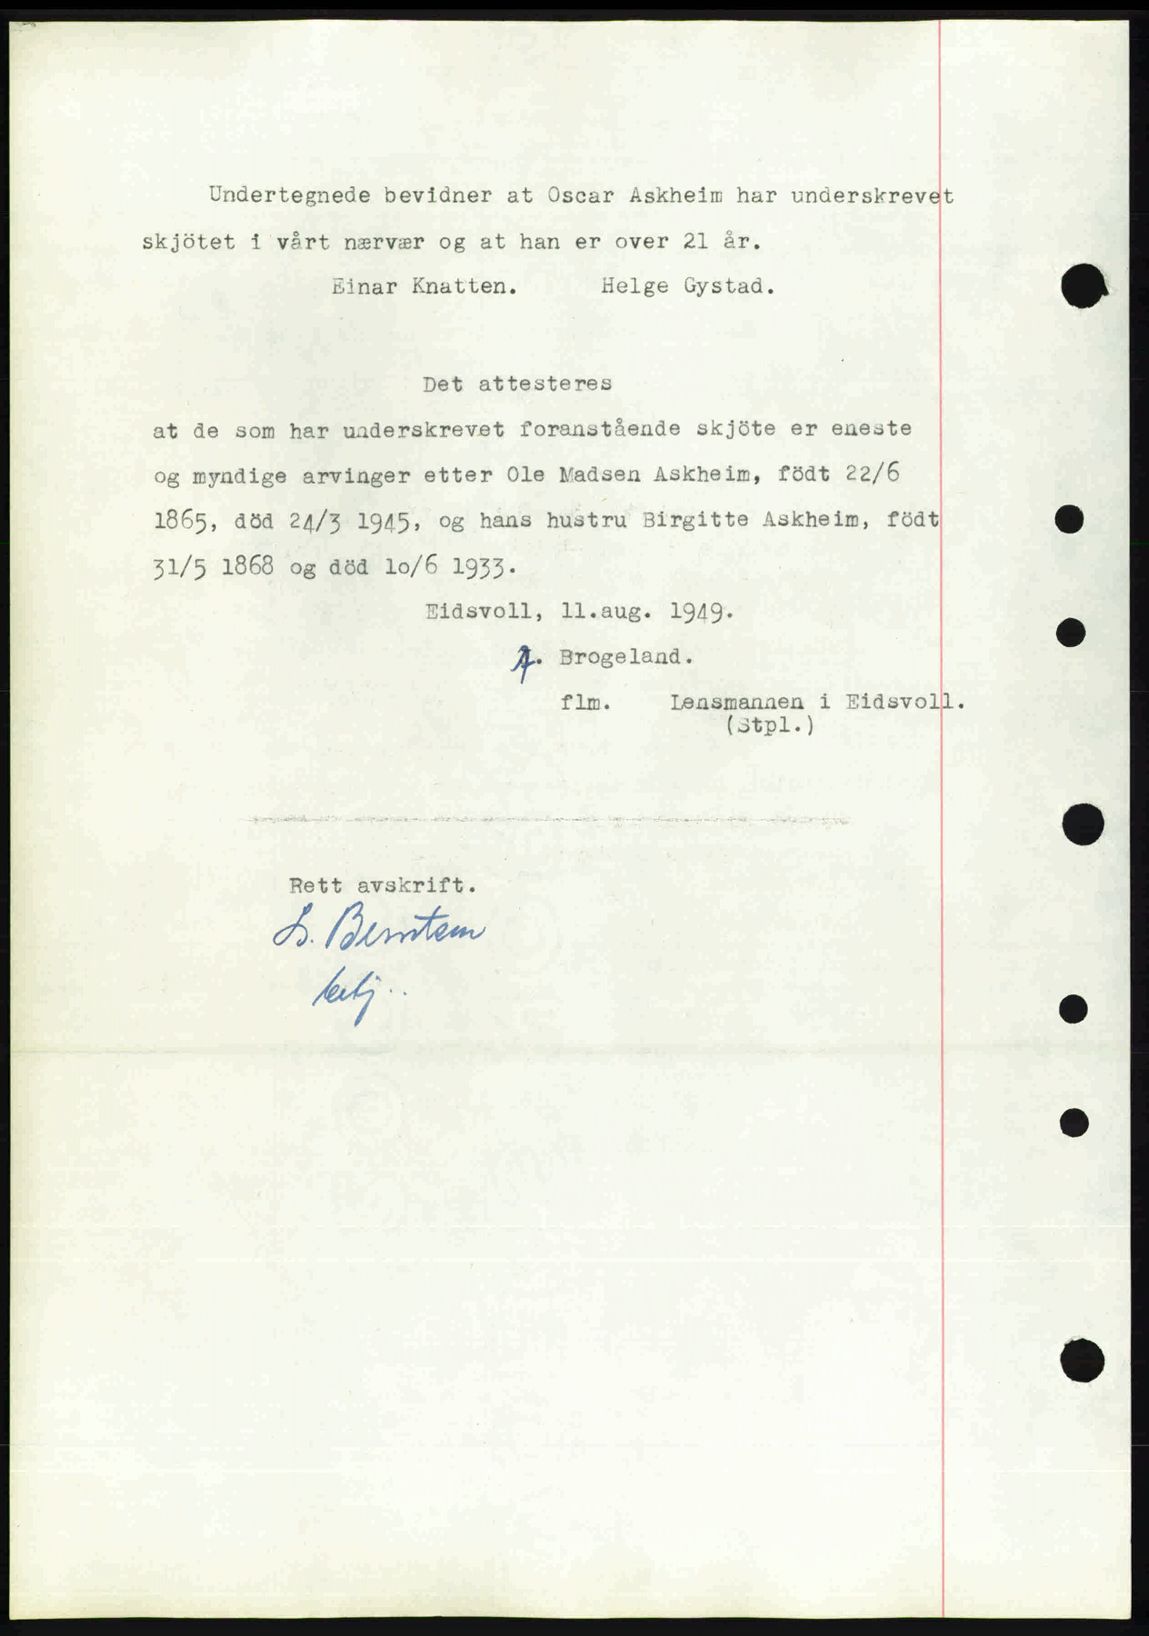 Undertegnede bevidner at Oscar Askheim har underskrevet
skjötet i vårt nærvær og at han er over 21 år.
Einar Knatten. Helge Gystad.
Det attesteres
at de som har underskrevet foranstående skjöte er eneste
og myndige arvinger etter Ole Madsen Askheim, födt 22/6
1865, död 24/3 1945, og hans hustru Birgitte Askheim, födt
31/5 1868 og död 10/6 1933.
Eidsvoll, 11.aug. 1949.
A. Brogeland.
flm. Lensmannen i Eidsvoll.
(Stpl.)
Rett avskrift.